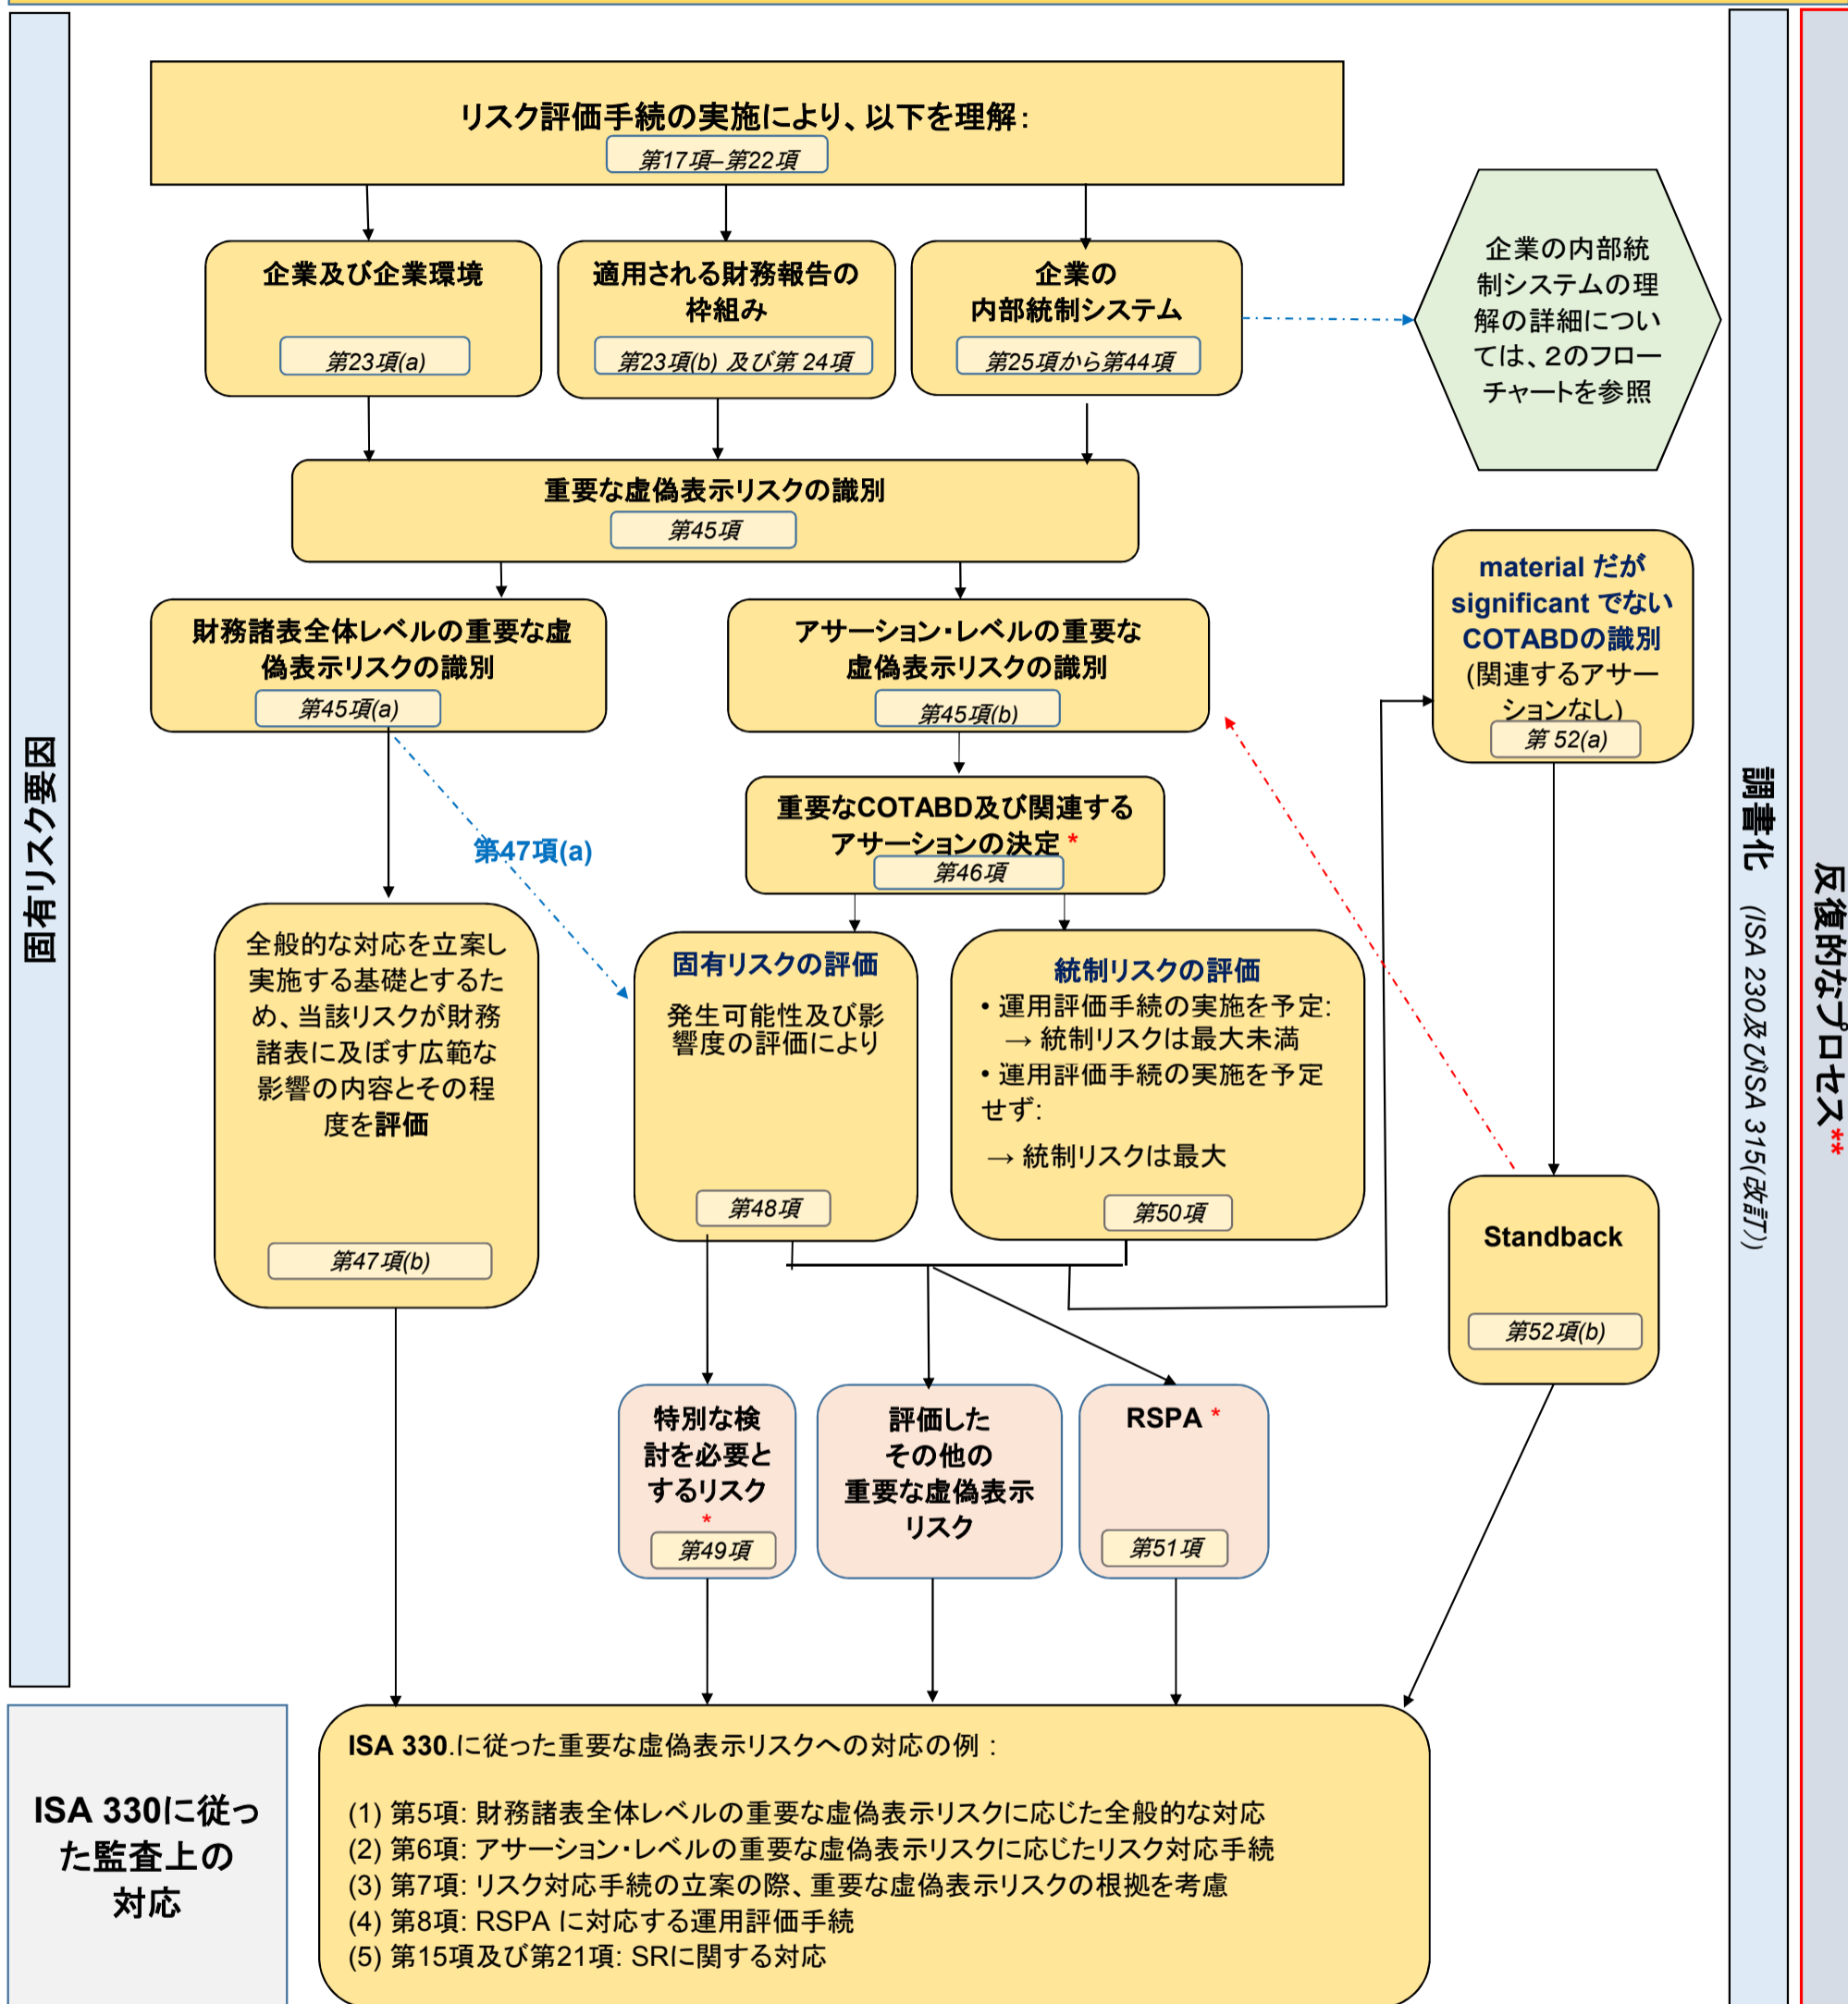 リスク評価手続の実施により、以下を理解：
第17項–第22項
企業及び企業環境
第23項(a)
適用される財務報告の
枠組み
第23項(b) 及び第 24項
企業の
内部統制システム
第25項から第44項
企業の内部統
制システムの理
解の詳細につい
ては、２のフロー
チャートを参照
重要な虚偽表示リスクの識別
第45項
財務諸表全体レベルの重要な虚
偽表示リスクの識別
第45項(a)
アサーション・レベルの重要な
虚偽表示リスクの識別
第45項(b)
material だが
significant でない
COTABDの識別
(関連するアサー
ションなし)
第 52(a)
重要なCOTABD及び関連する
アサーションの決定 *
第46項
第47項(a)
全般的な対応を立案し
実施する基礎とするた
め、当該リスクが財務
諸表に及ぼす広範な
影響の内容とその程
度を評価
第47項(b)
固有リスクの評価
発生可能性及び影
響度の評価により
第48項
統制リスクの評価
• 運用評価手続の実施を予定:
→ 統制リスクは最大未満
• 運用評価手続の実施を予定
せず:
→ 統制リスクは最大
第50項
Standback
第52項(b)
特別な検
討を必要と
するリスク
*
第49項
評価した
その他の
重要な虚偽表示
リスク
RSPA *
第51項
ISA 330.に従った重要な虚偽表示リスクへの対応の例：
(1) 第5項: 財務諸表全体レベルの重要な虚偽表示リスクに応じた全般的な対応
(2) 第6項: アサーション・レベルの重要な虚偽表示リスクに応じたリスク対応手続
(3) 第7項: リスク対応手続の立案の際、重要な虚偽表示リスクの根拠を考慮
(4) 第8項: RSPA に対応する運用評価手続
(5) 第15項及び第21項: SRに関する対応
固有リスク要因
ISA 330に従っ
た監査上の
対応
調書化 (ISA 230及びISA 315(改訂))
反復的なプロセス**